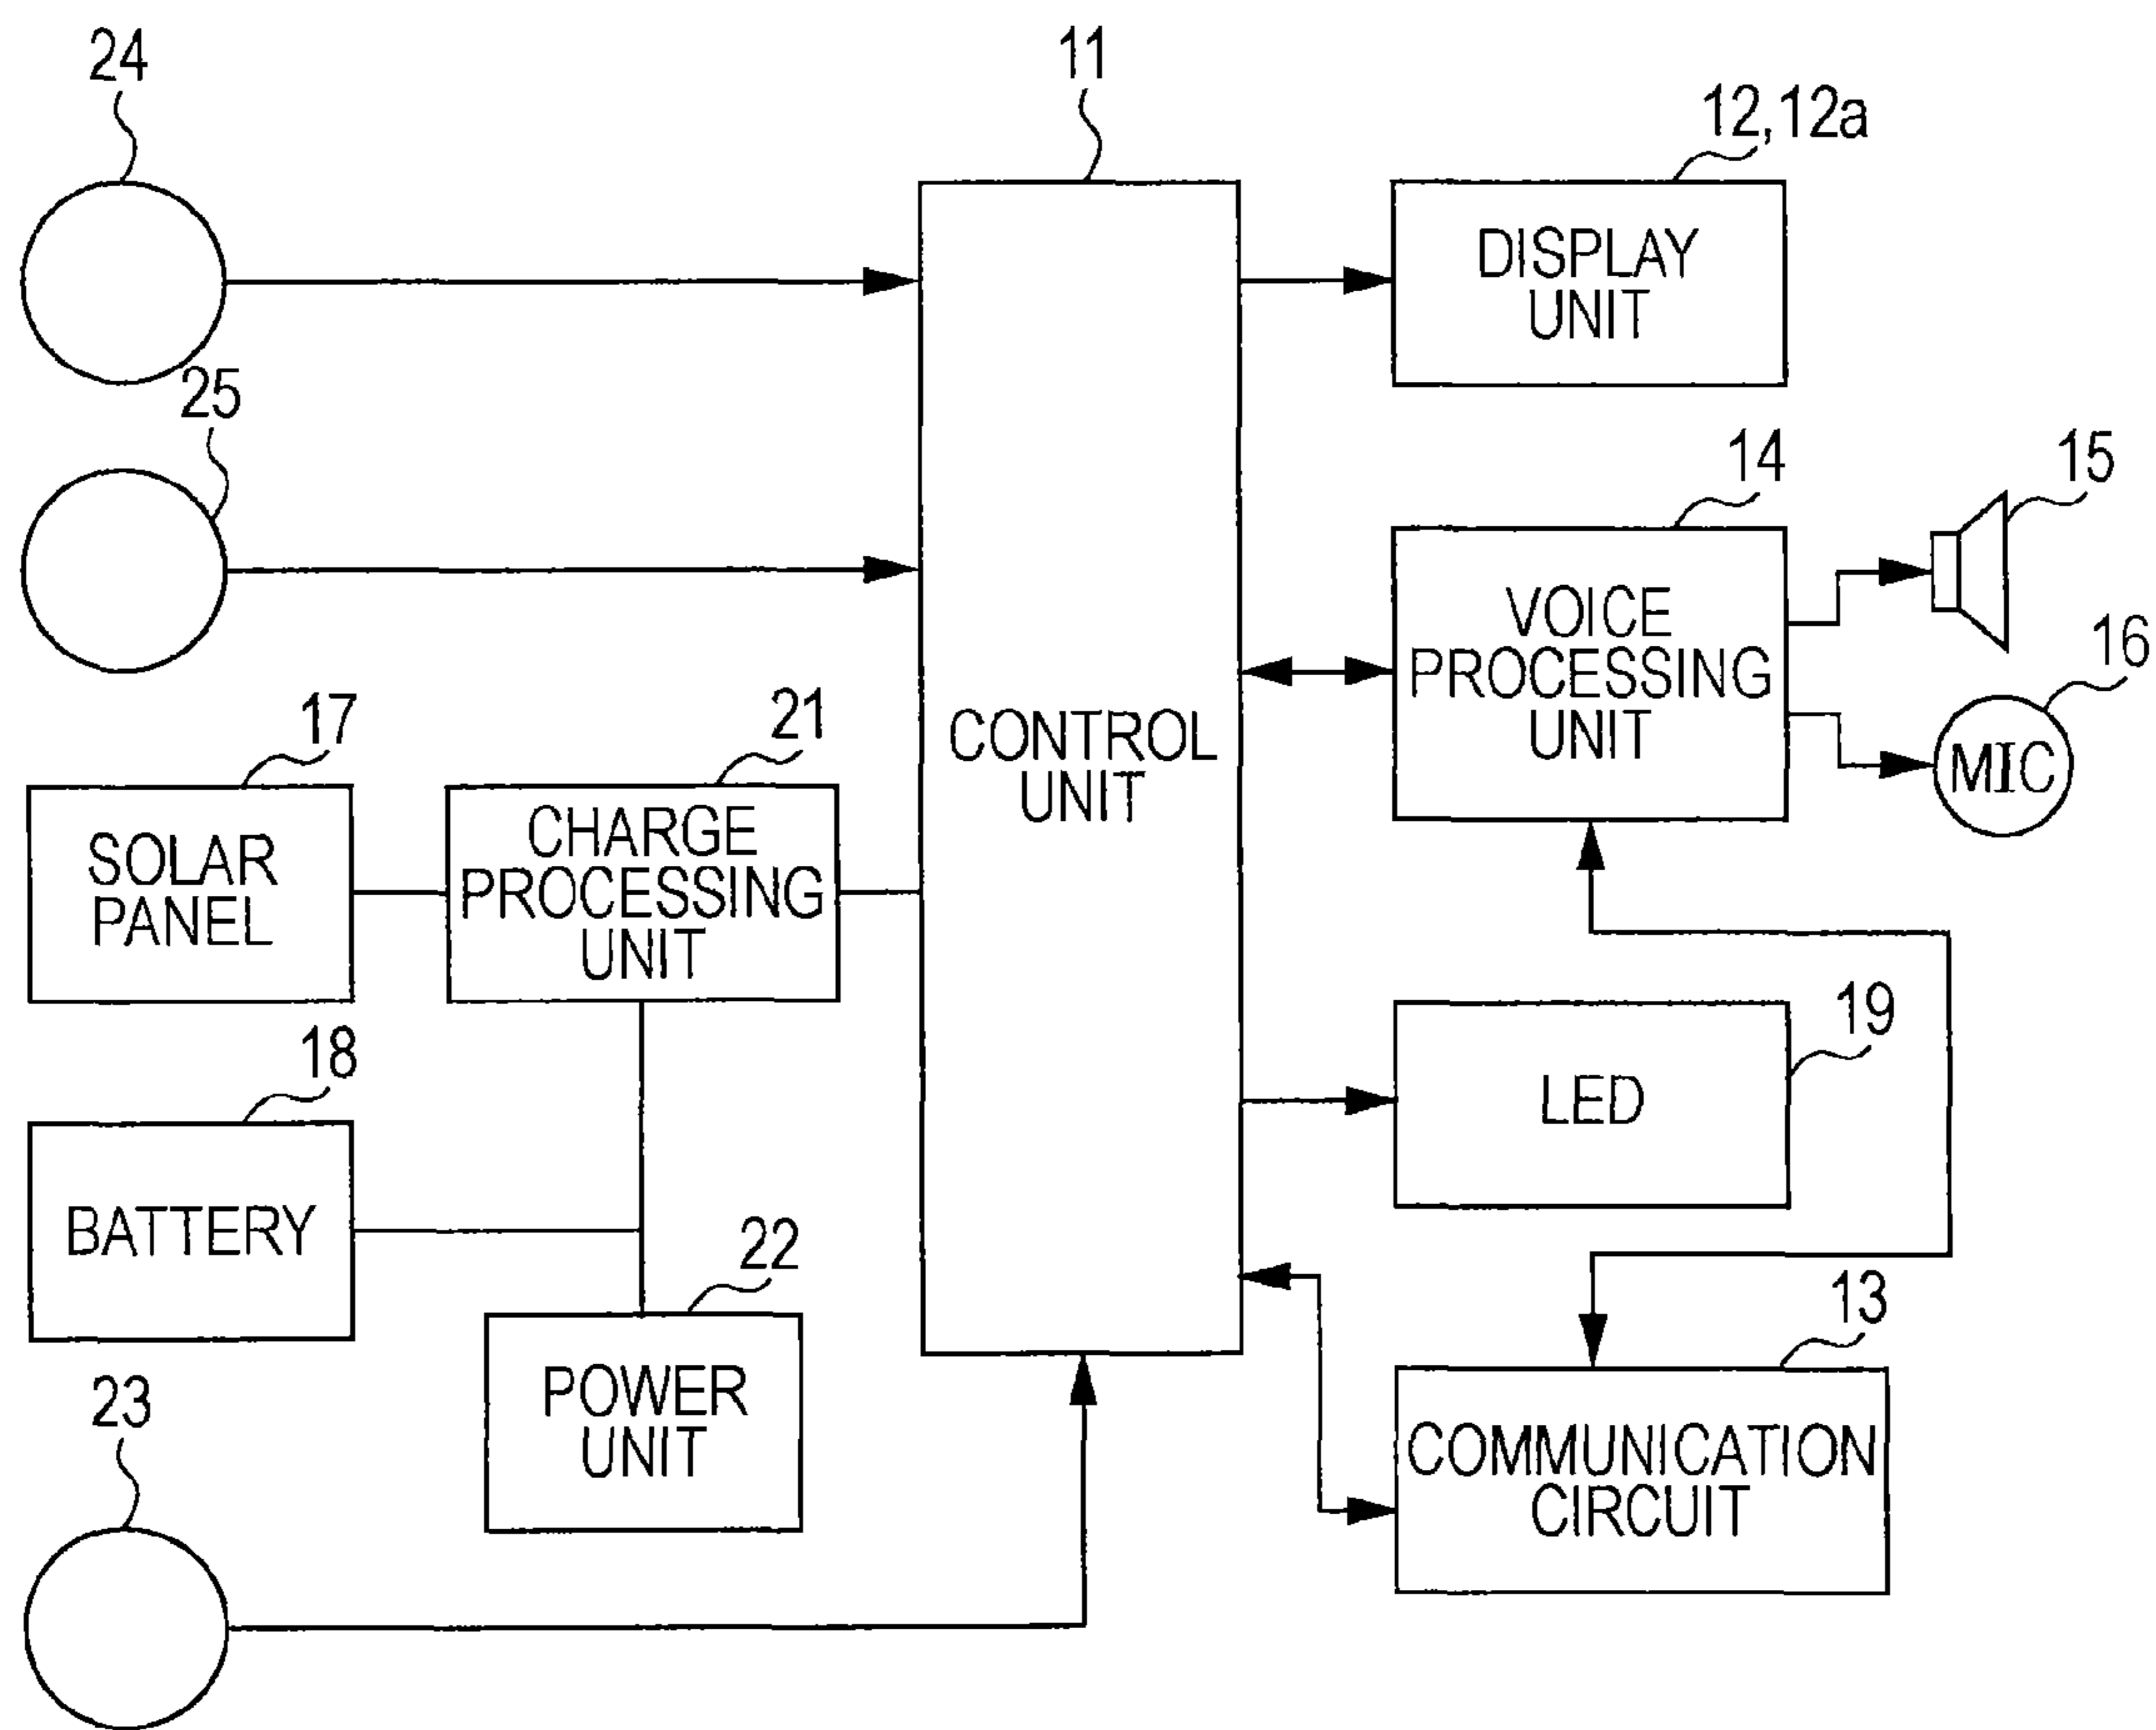 24
11
12,12a
DISPLAY
UNIT
25
14
15
VOICE
PROCESSING
UNIT
16
MIC
17
21
CONTROL
UNIT
SOLAR
PANEL
CHARGE
PROCESSING
UNIT
18
19
LED
BATTERY
22
13
POWER
UNIT
23
COMMUNICATION
CIRCUIT